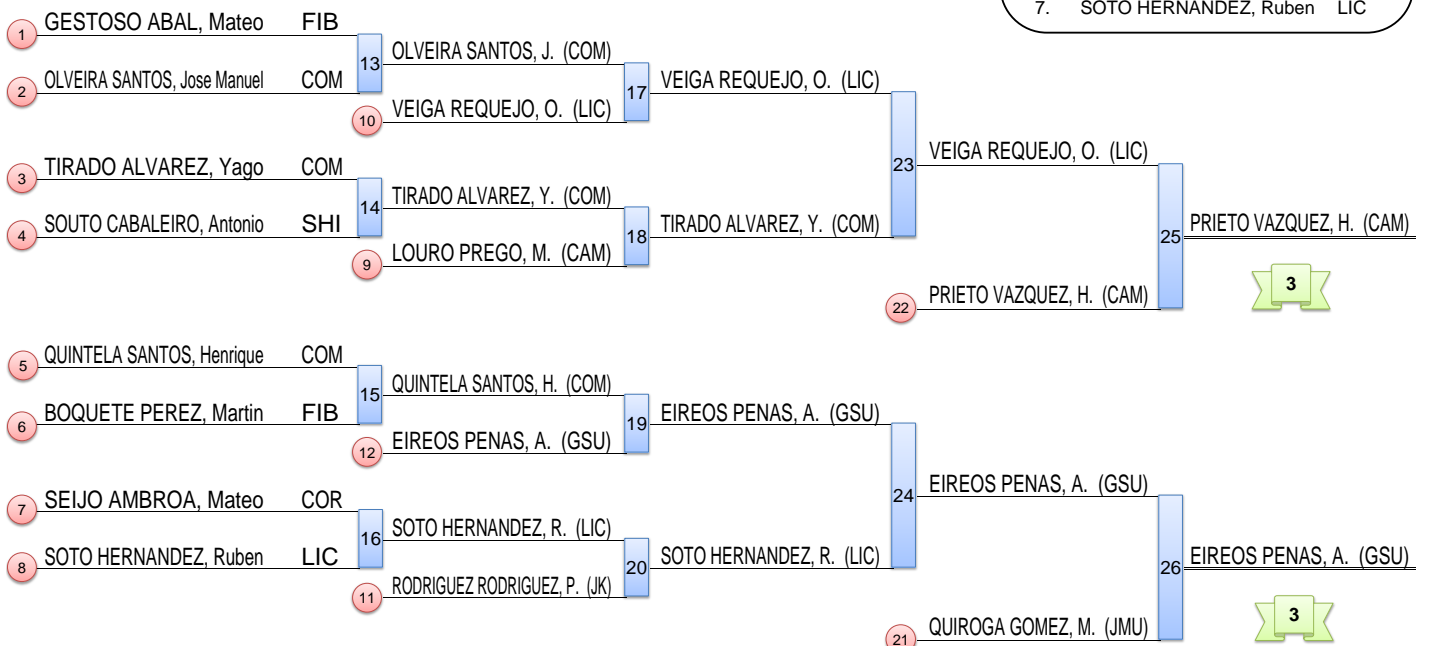 7. SOTO HERNANDEZ, Ruben LIC
1 GESTOSO ABAL, Mateo FIB
13 OLVEIRA SANTOS, J. (COM)
2 OLVEIRA SANTOS, Jose Manuel COM
17 VEIGA REQUEJO, O. (LIC)
10 VEIGA REQUEJO, O. (LIC)
23 VEIGA REQUEJO, O. (LIC)
3 TIRADO ALVAREZ, Yago COM
14 TIRADO ALVAREZ, Y. (COM)
4 SOUTO CABALEIRO, Antonio SHI
18 TIRADO ALVAREZ, Y. (COM)
25 PRIETO VAZQUEZ, H. (CAM)
9 LOURO PREGO, M. (CAM)
3
22 PRIETO VAZQUEZ, H. (CAM)
5 QUINTELA SANTOS, Henrique COM
15 QUINTELA SANTOS, H. (COM)
6 BOQUETE PEREZ, Martin FIB
19 EIREOS PENAS, A. (GSU)
12 EIREOS PENAS, A. (GSU)
24 EIREOS PENAS, A. (GSU)
7 SEIJO AMBROA, Mateo COR
16 SOTO HERNANDEZ, R. (LIC)
8 SOTO HERNANDEZ, Ruben LIC
20 SOTO HERNANDEZ, R. (LIC)
26 EIREOS PENAS, A. (GSU)
11 RODRIGUEZ RODRIGUEZ, P. (JK)
3
21 QUIROGA GOMEZ, M. (JMU)